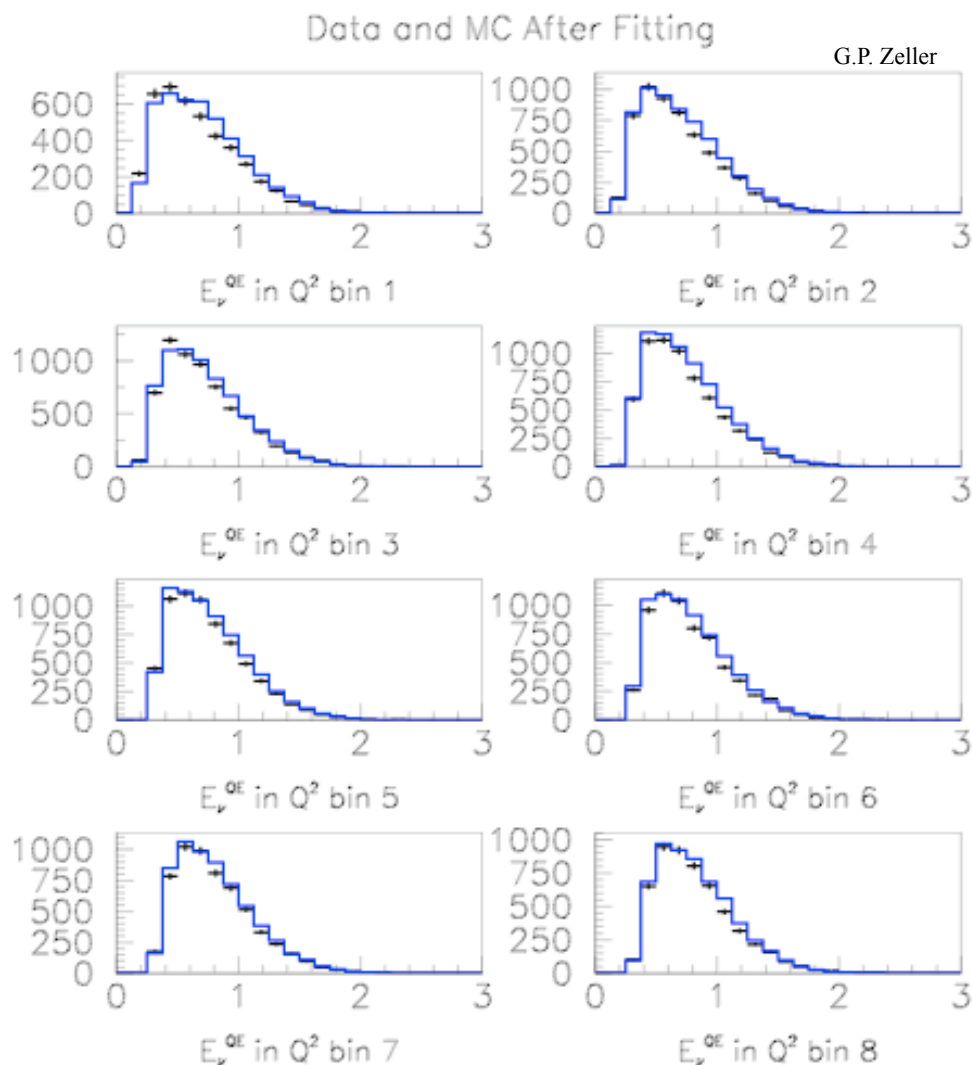 Data and MC After Fitting
G.P. Zeller
600
400
200
0
0 1 2 3
E_ν^QE in Q² bin 1
1000
750
500
250
0
0 1 2 3
E_ν^QE in Q² bin 2
1000
500
0
0 1 2 3
E_ν^QE in Q² bin 3
1000
750
500
250
0
0 1 2 3
E_ν^QE in Q² bin 4
1000
750
500
250
0
0 1 2 3
E_ν^QE in Q² bin 5
1000
750
500
250
0
0 1 2 3
E_ν^QE in Q² bin 6
1000
750
500
250
0
0 1 2 3
E_ν^QE in Q² bin 7
1000
750
500
250
0
0 1 2 3
E_ν^QE in Q² bin 8